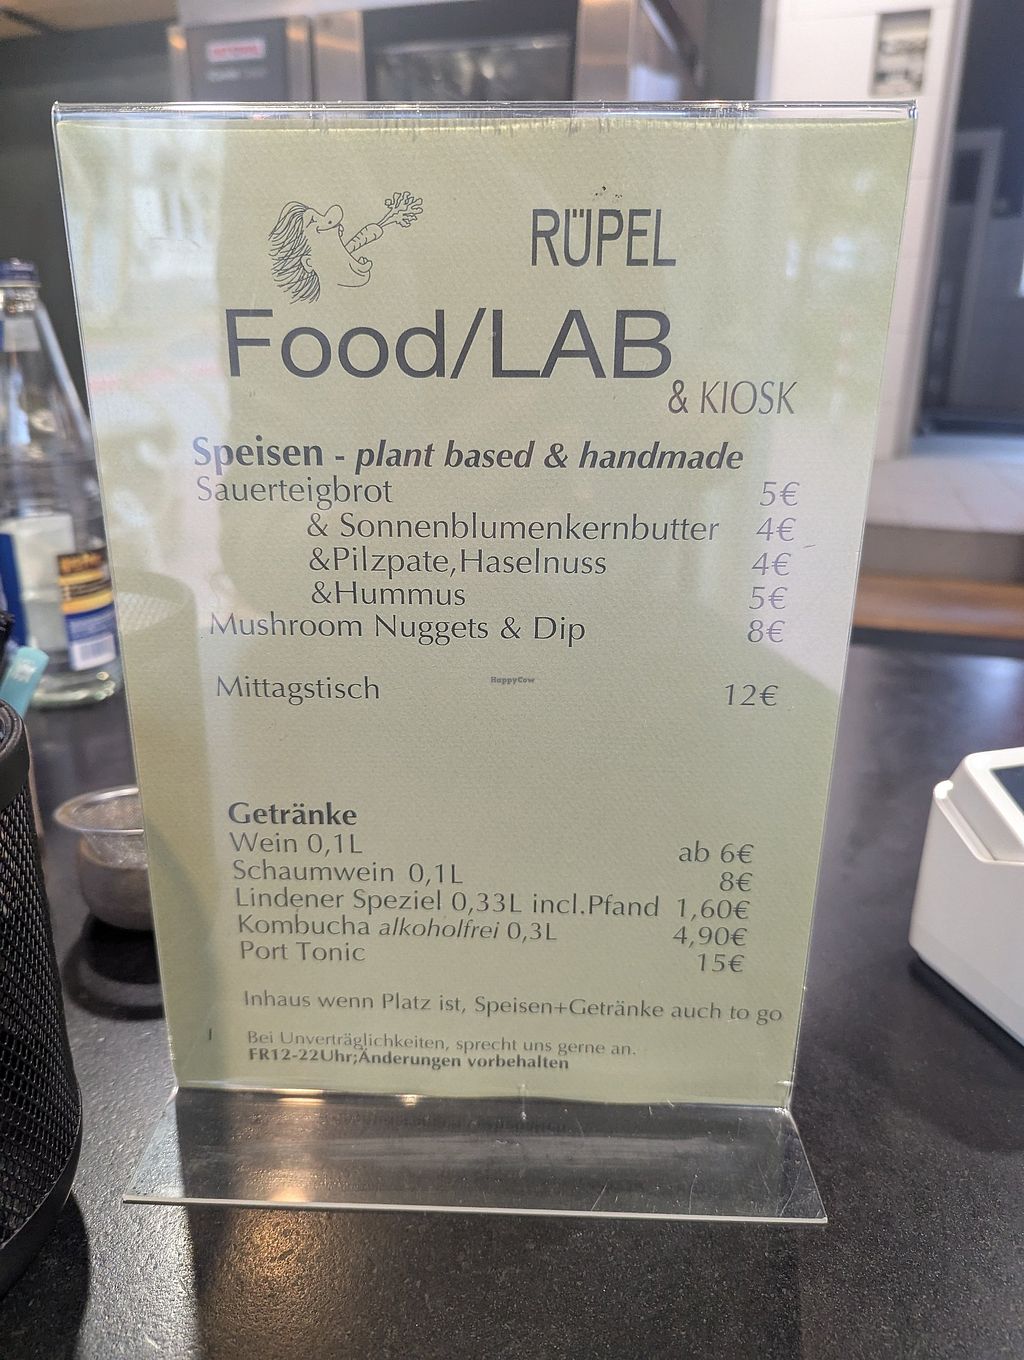 RÜPEL
Food/LAB
& KIOSK
Speisen - plant based & handmade
Sauerteigbrot 5€
& Sonnenblumenkernbutter 4€
&Pilzpate,Haselnuss 4€
&Hummus 5€
Mushroom Nuggets & Dip 8€
HappyCow
Mittagstisch 12€
Getränke
Wein 0,1L ab 6€
Schaumwein 0,1L 8€
Lindener Speziel 0,33L incl.Pfand 1,60€
Kombucha alkoholfrei 0,3L 4,90€
Port Tonic 15€
Inhaus wenn Platz ist, Speisen+Getränke auch to go
Bei Unverträglichkeiten, sprecht uns gerne an.
FR12-22Uhr;Änderungen vorbehalten